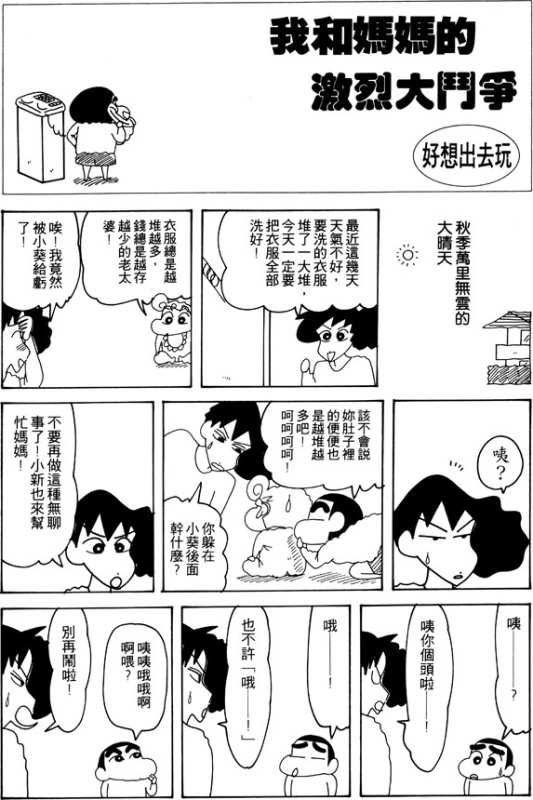 我和媽媽的
激烈大鬥爭
好想出去玩
秋季萬里無雲的
大晴天
最近這幾天
天氣不好，
要洗的衣服
堆了一大堆，
今天一定要
把衣服全部
洗好！
衣服總是越
堆越多，
錢總是越存
越少的老太
婆！
唉！我竟然
被小葵給虧
了！
咦？
該不會說
妳肚子裡
的便便也
是越堆越
多吧！
呵呵呵呵！
你躲在
小葵後面
幹什麼？
不要再做這種無聊
事了！小新也來幫
忙媽媽！
咦——？
咦你個頭啦
——！
哦——！
也不許「哦——！」
咦咦哦哦啊
啊喂？
別再鬧啦！